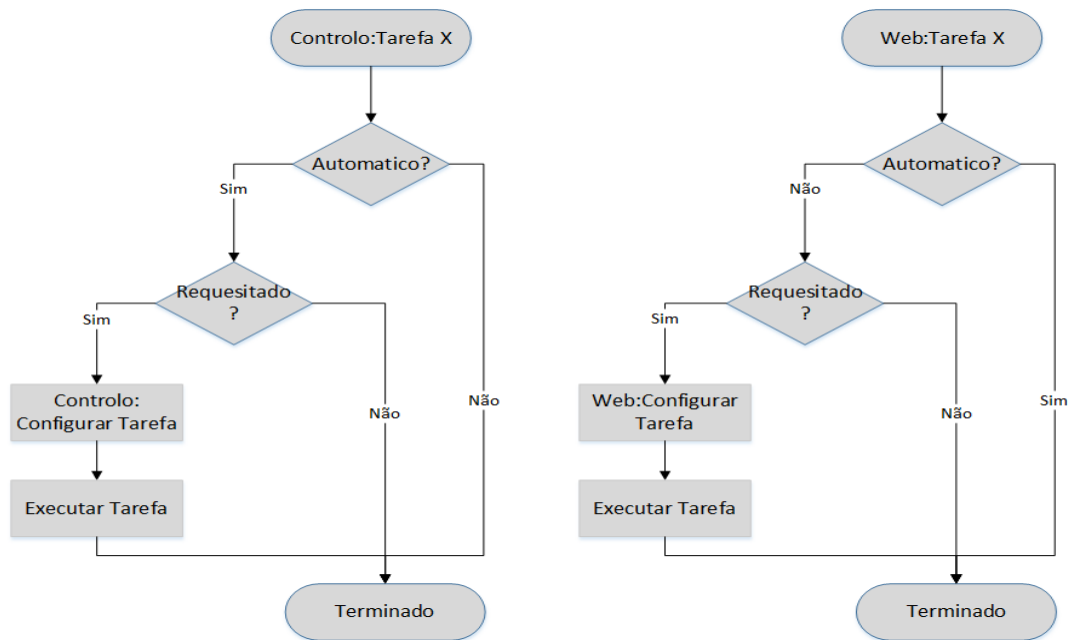 Controlo:Tarefa X
Automatico?
Sim
Requesitado
?
Sim
Controlo:
Configurar Tarefa
Não
Não
Executar Tarefa
Terminado
Web:Tarefa X
Automatico?
Não
Requesitado
?
Sim
Web:Configurar
Tarefa
Não
Sim
Executar Tarefa
Terminado